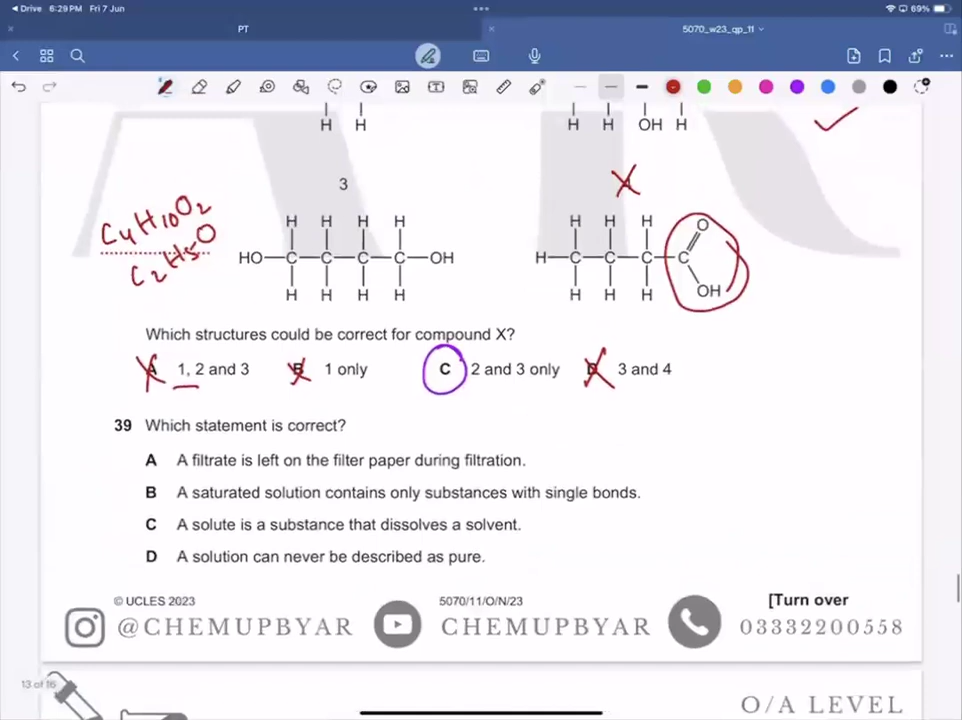 Drive 6:29 PM Fri 7 Jun 69%
PT 5070_w23_qp_11
H H H H OH H
3
C4H10O2
C2H5O
H H H H H H H O
HO C C C C OH H C C C C
H H H H H H H OH
Which structures could be correct for compound X?
A 1, 2 and 3 B 1 only C 2 and 3 only D 3 and 4
39 Which statement is correct?
A A filtrate is left on the filter paper during filtration.
B A saturated solution contains only substances with single bonds.
C A solute is a substance that dissolves a solvent.
D A solution can never be described as pure.
© UCLES 2023 5070/11/O/N/23 [Turn over
@CHEMUPBYAR CHEMUPBYAR 03332200558
13 of 16
O/A LEVEL